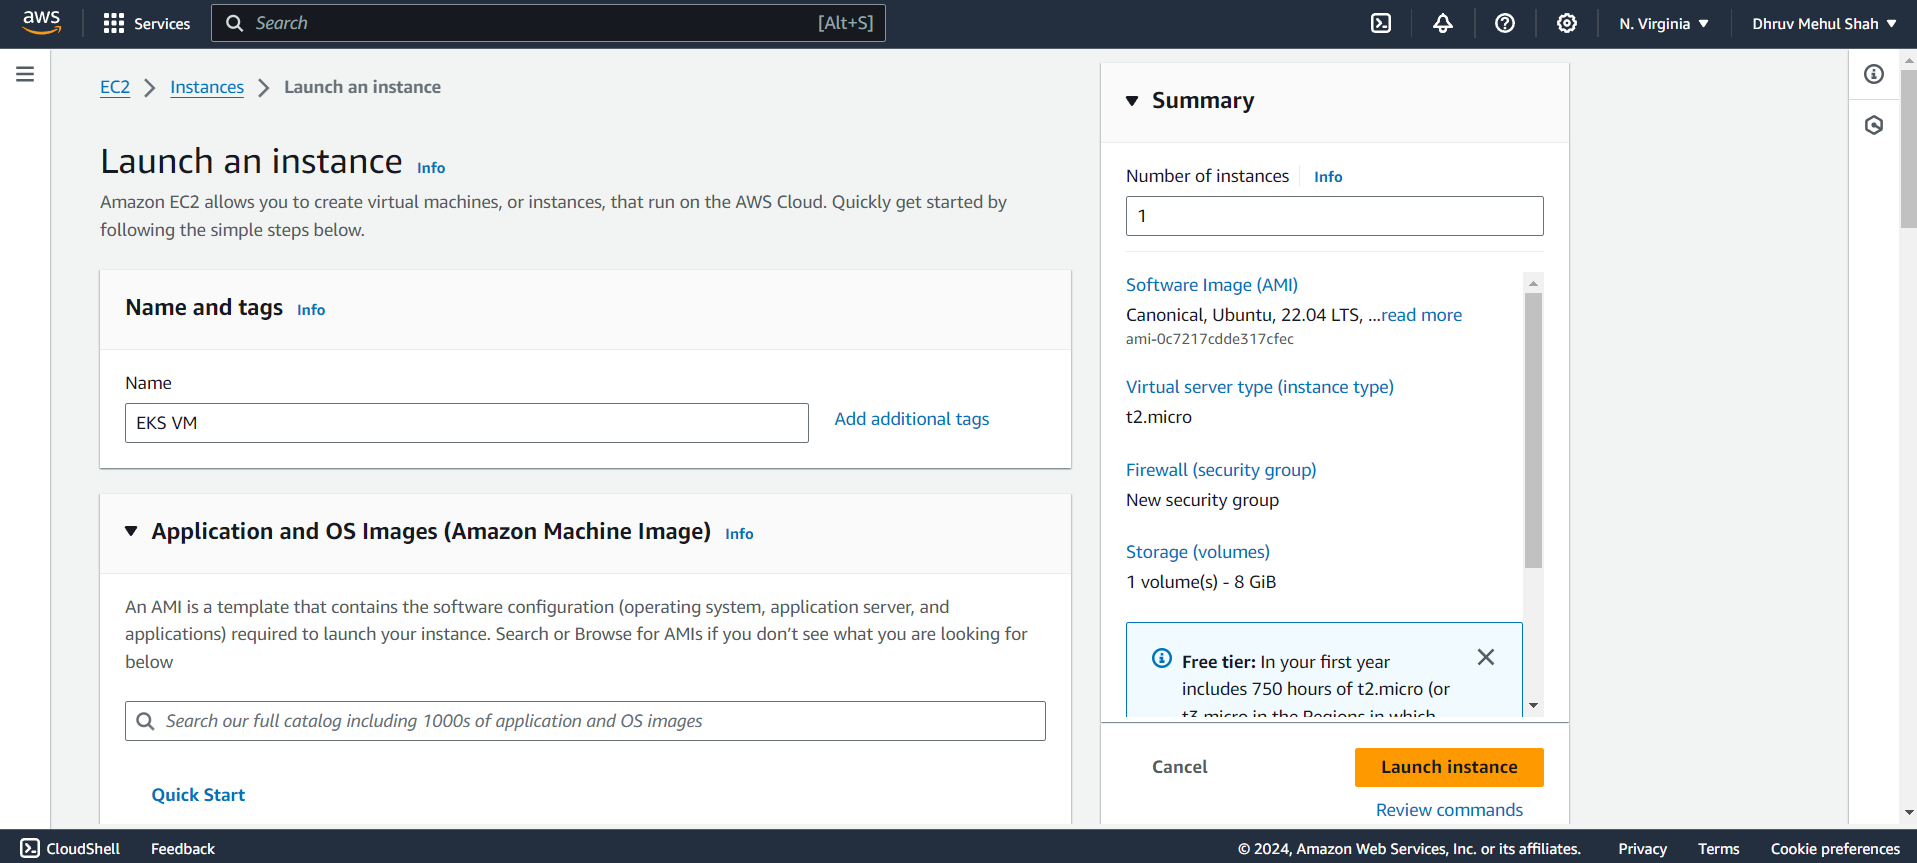 aws
Services
Search
[Alt+S]
N. Virginia
Dhruv Mehul Shah
EC2
Instances
Launch an instance
Launch an instance
Info
Amazon EC2 allows you to create virtual machines, or instances, that run on the AWS Cloud. Quickly get started by
following the simple steps below.
Name and tags
Info
Name
EKS VM
Add additional tags
Application and OS Images (Amazon Machine Image)
Info
An AMI is a template that contains the software configuration (operating system, application server, and
applications) required to launch your instance. Search or Browse for AMIs if you don't see what you are looking for
below
Search our full catalog including 1000s of application and OS images
Quick Start
Summary
Number of instances
Info
1
Software Image (AMI)
Canonical, Ubuntu, 22.04 LTS, ...read more
ami-0c7217cdde317cfec
Virtual server type (instance type)
t2.micro
Firewall (security group)
New security group
Storage (volumes)
1 volume(s) - 8 GiB
Free tier: In your first year
includes 750 hours of t2.micro (or
t3.micro in the Regions in which
Cancel
Launch instance
Review commands
CloudShell
Feedback
© 2024, Amazon Web Services, Inc. or its affiliates.
Privacy
Terms
Cookie preferences